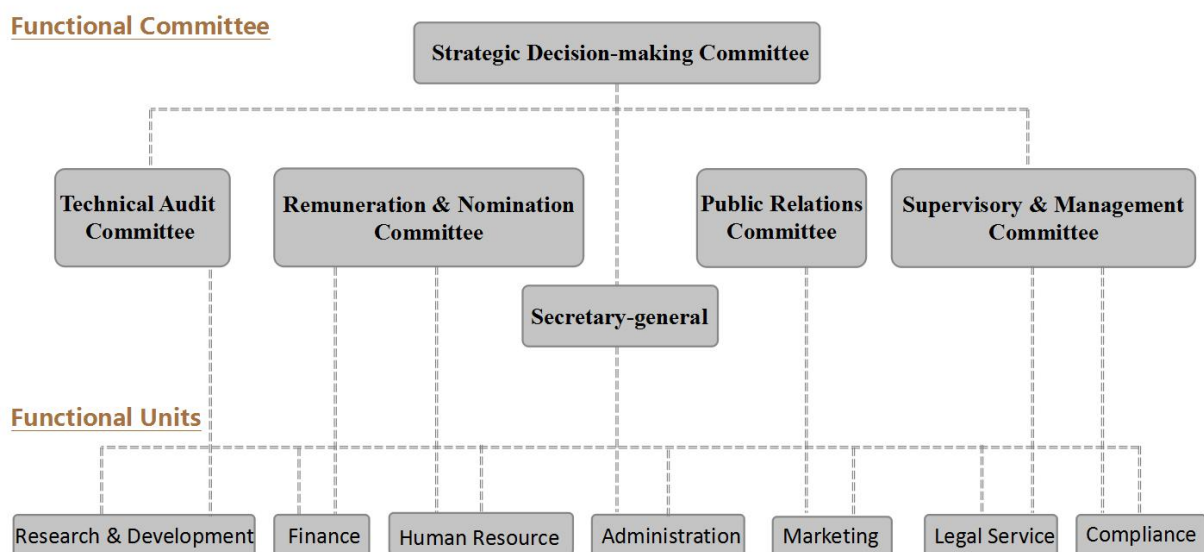 Functional Committee
Strategic Decision-making Committee
Technical Audit
Committee
Remuneration & Nomination
Committee
Public Relations
Committee
Supervisory & Management
Committee
Secretary-general
Functional Units
Research & Development
Finance
Human Resource
Administration
Marketing
Legal Service
Compliance